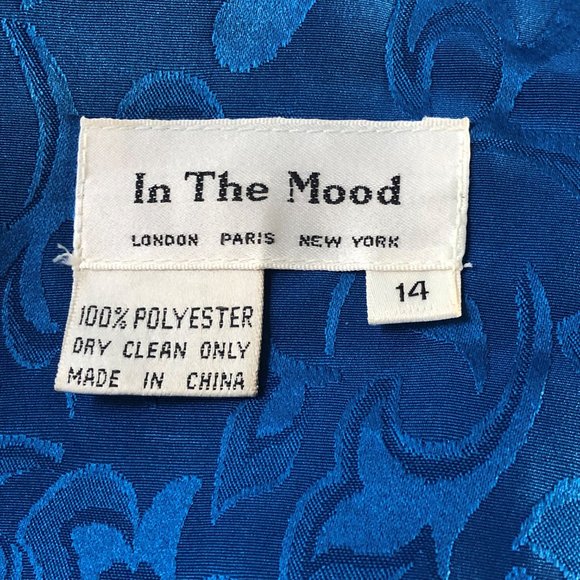 In The Mood
LONDON PARIS NEW YORK
14
100% POLYESTER
DRY CLEAN ONLY
MADE IN CHINA